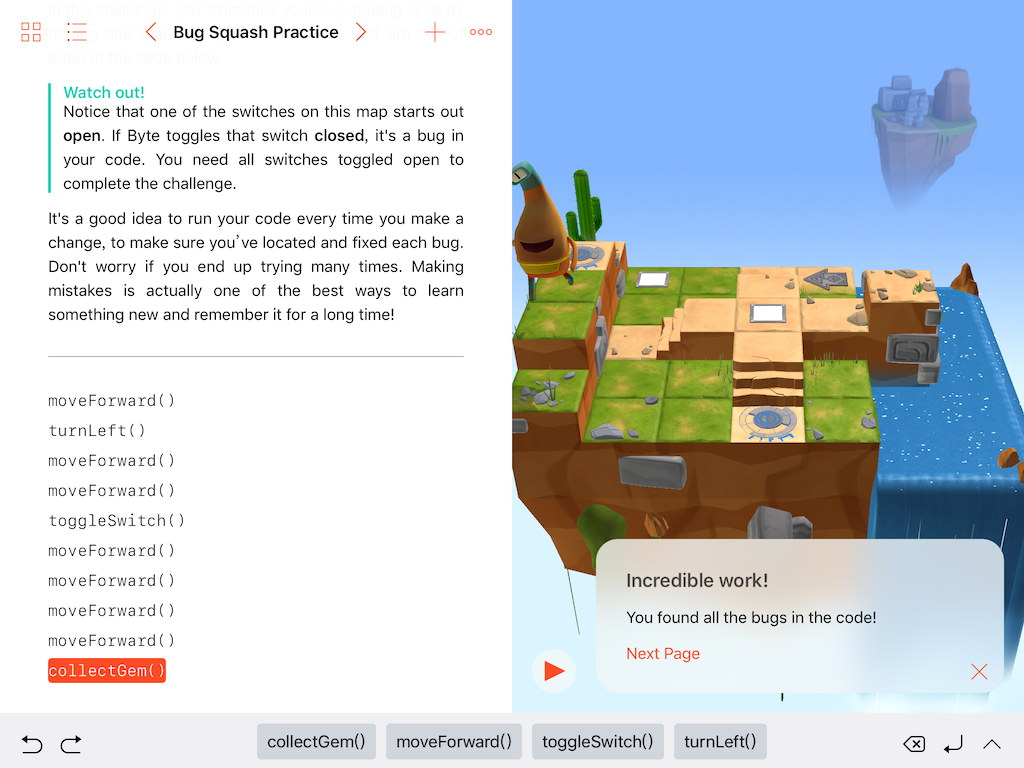 Bug Squash Practice
order in the code below.
Watch out!
Notice that one of the switches on this map starts out
open. If Byte toggles that switch closed, it's a bug in
your code. You need all switches toggled open to
complete the challenge.
It's a good idea to run your code every time you make a
change, to make sure you've located and fixed each bug.
Don't worry if you end up trying many times. Making
mistakes is actually one of the best ways to learn
something new and remember it for a long time!
moveForward()
turnLeft()
moveForward()
moveForward()
toggleSwitch()
moveForward()
moveForward()
moveForward()
moveForward()
collectGem()
Incredible work!
You found all the bugs in the code!
Next Page
collectGem() moveForward() toggleSwitch() turnLeft()